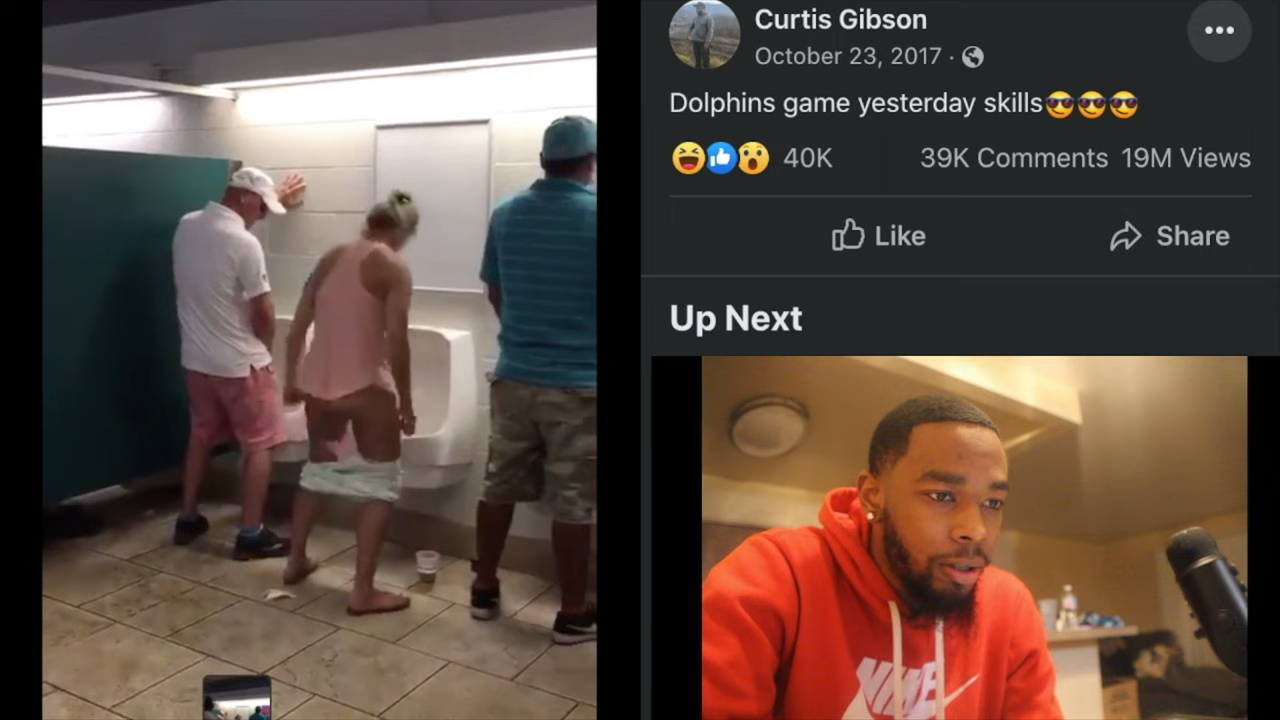 Curtis Gibson
October 23, 2017 ·
Dolphins game yesterday skills😎😎😎
40K 39K Comments 19M Views
Like Share
Up Next
NIKE